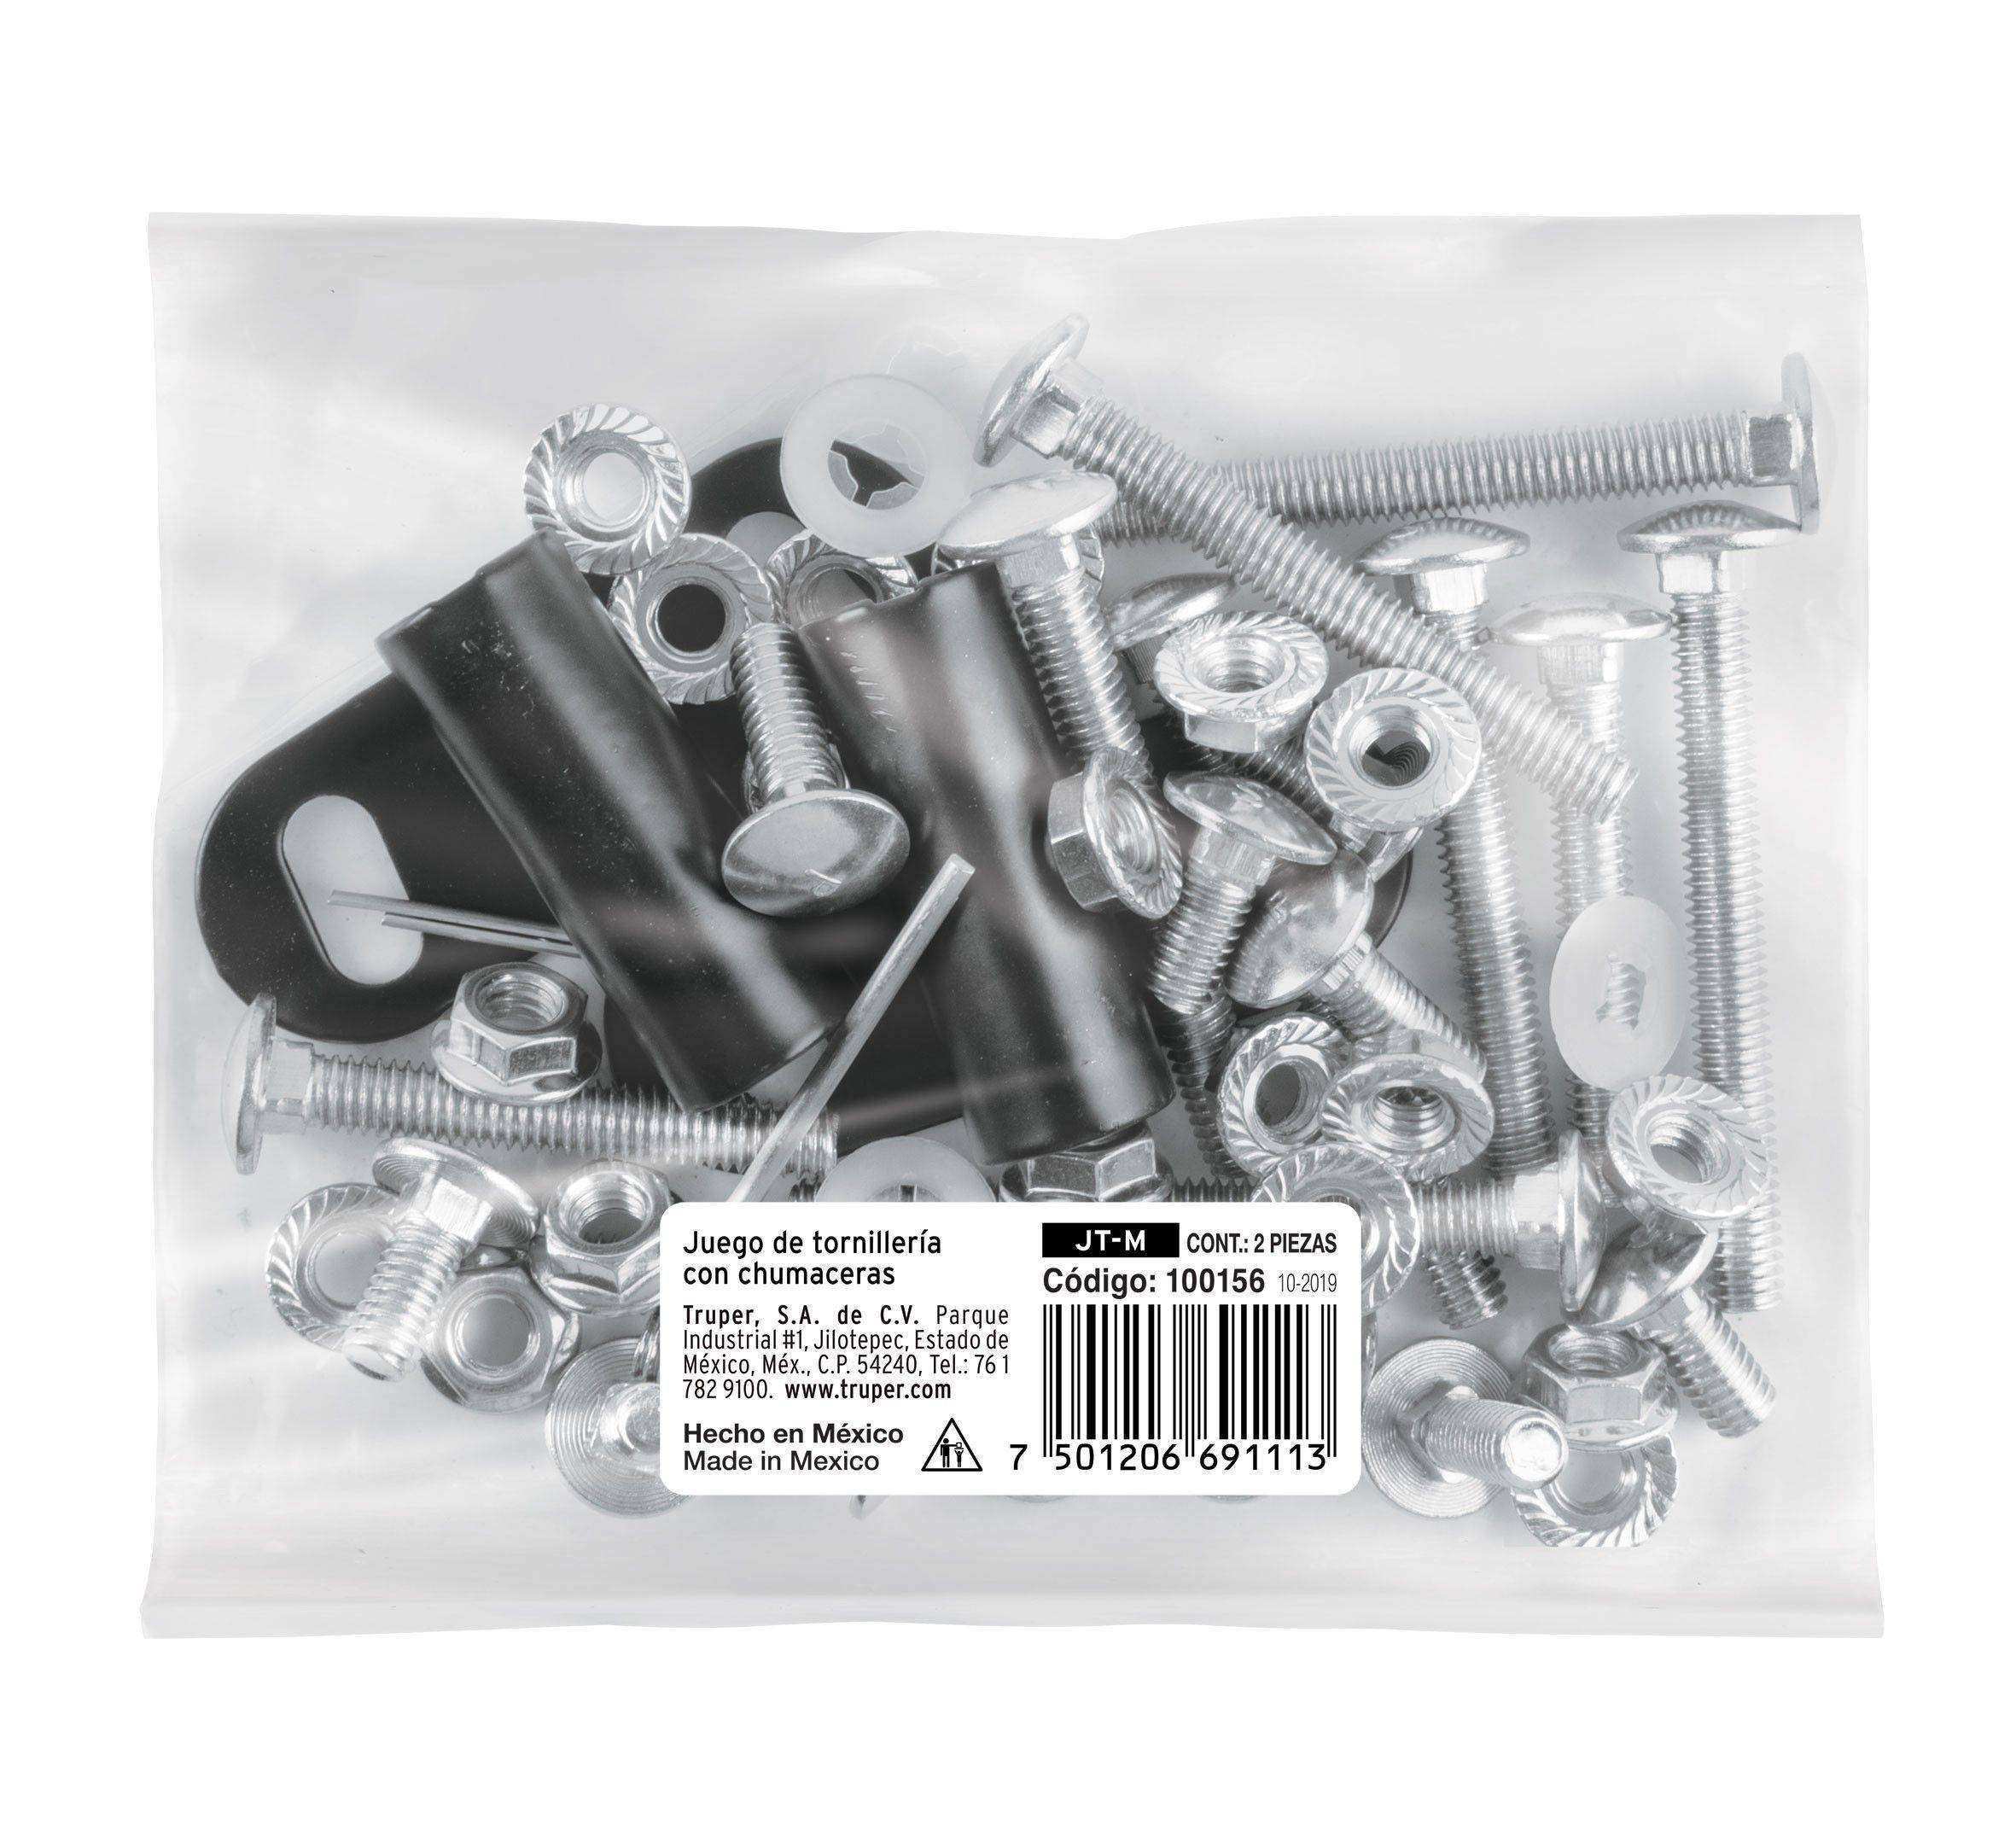 Juego de tornillería
con chumaceras
Truper, S.A. de C.V. Parque
Industrial #1, Jilotepec, Estado de
México, Méx., C.P. 54240, Tel.: 761
782 9100. www.truper.com
Hecho en México
Made in Mexico
JT-M CONT.: 2 PIEZAS
Código: 100156 10-2019
7 501206 691113